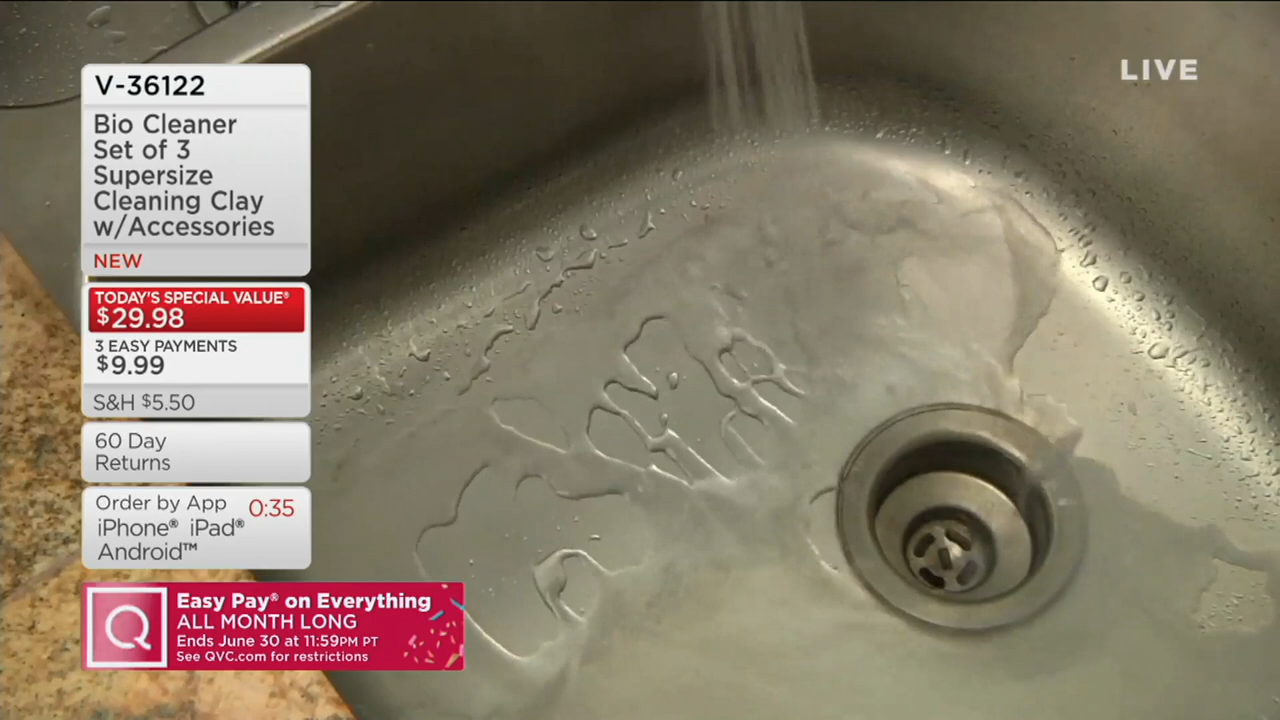 LIVE
V-36122
Bio Cleaner
Set of 3
Supersize
Cleaning Clay
w/Accessories
NEW
TODAY'S SPECIAL VALUE®
$29.98
3 EASY PAYMENTS
$9.99
S&H $5.50
60 Day
Returns
Order by App 0:35
iPhone® iPad®
Android™
Q
Easy Pay® on Everything
ALL MONTH LONG
Ends June 30 at 11:59PM PT
See QVC.com for restrictions